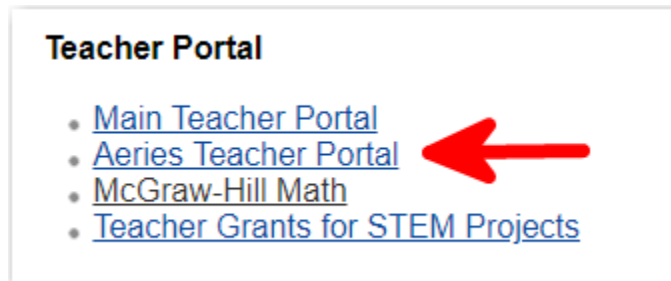 Teacher Portal
Main Teacher Portal
Aeries Teacher Portal
McGraw-Hill Math
Teacher Grants for STEM Projects